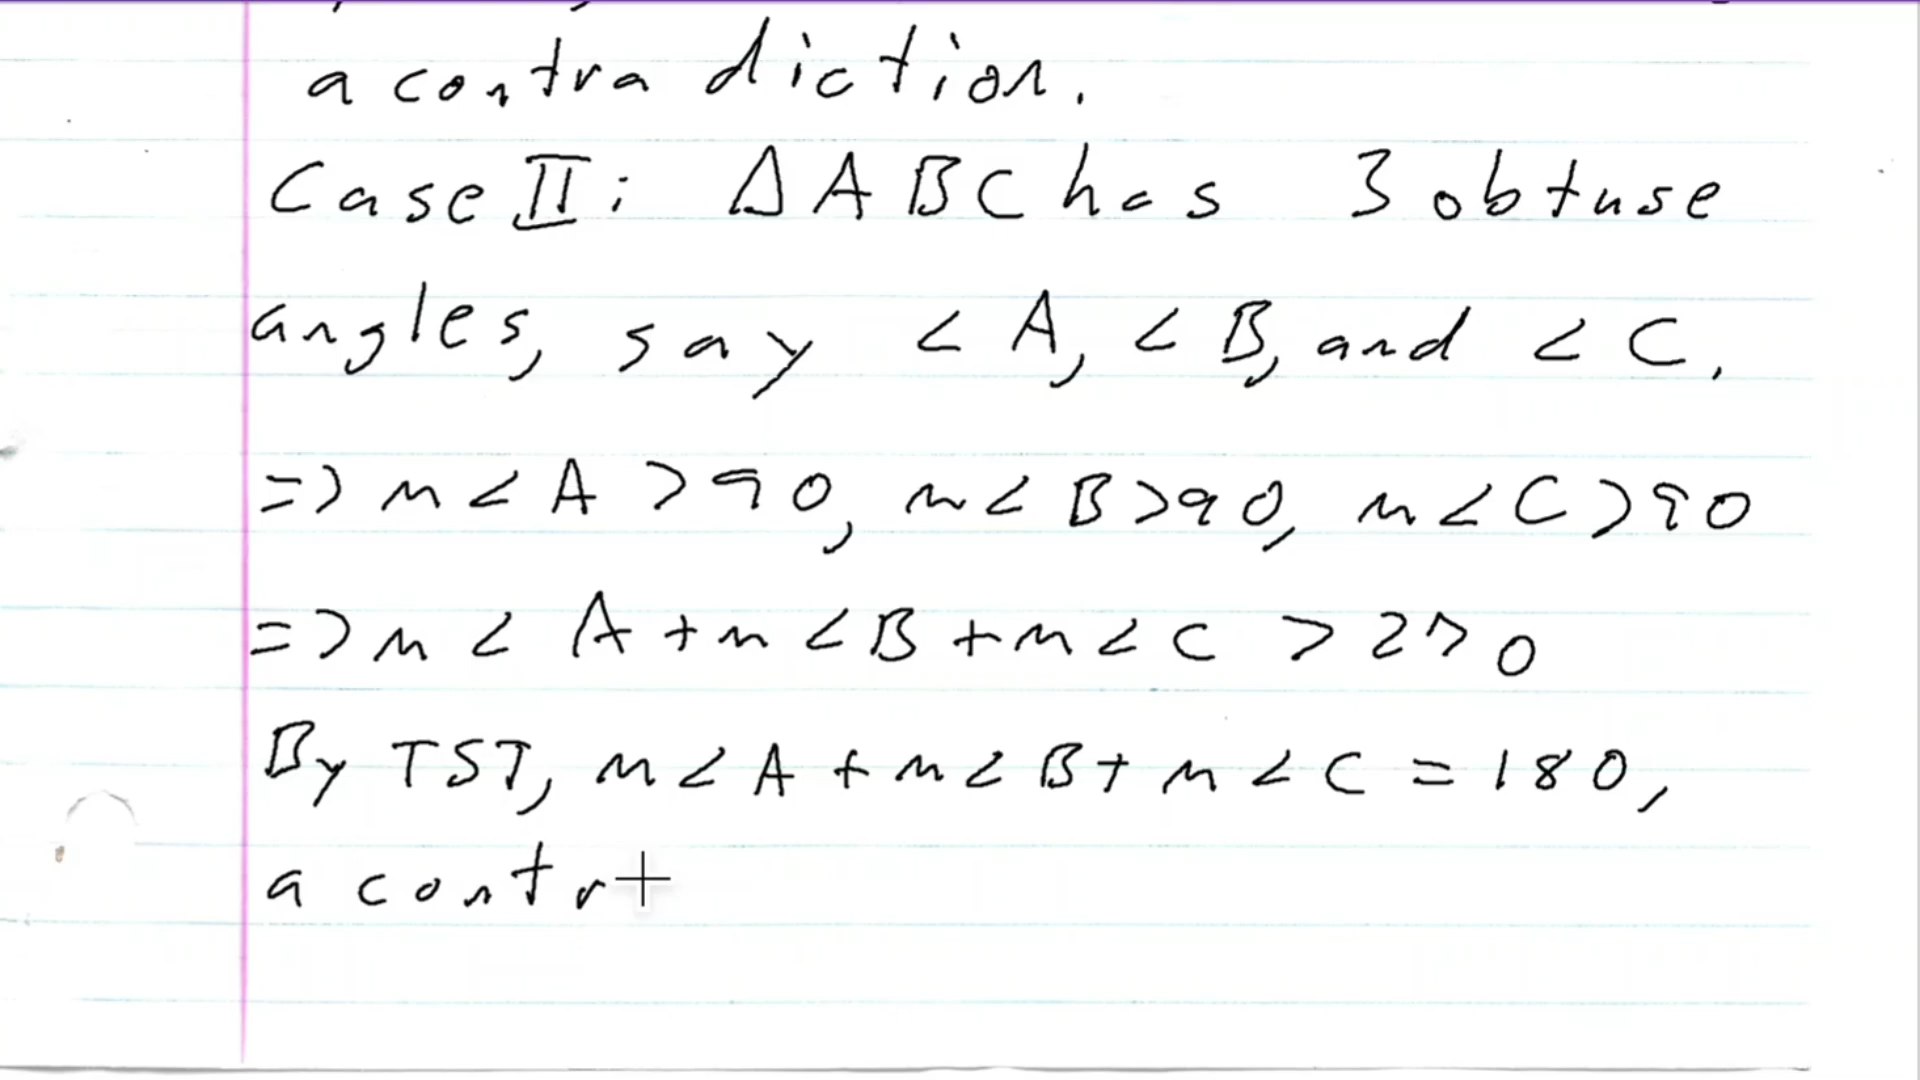 a contradiction.
Case II: ΔABC has 3 obtuse
angles, say <A, <B, and <C.
=> m<A >90, m<B>90, m<C>90
=> m<A+m<B+m<C > 270
By TST, m<A+m<B+m<C = 180,
a contr